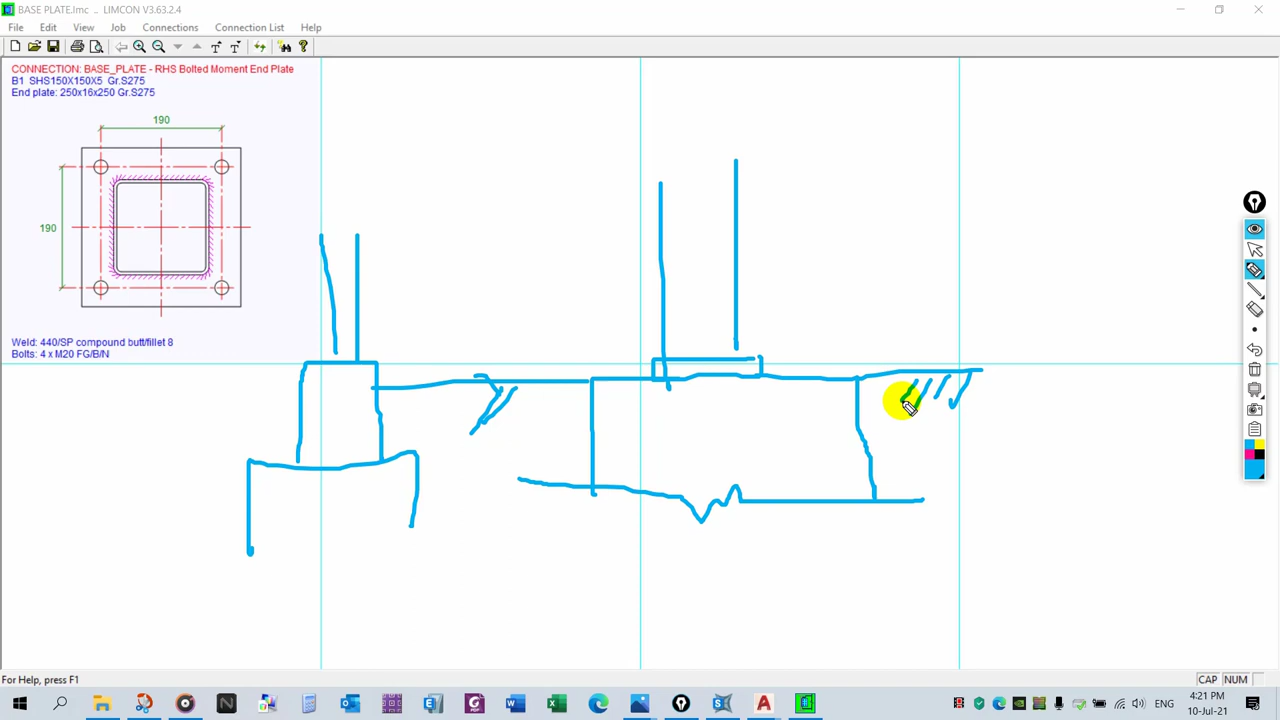 BASE PLATE.lmc - LIMCON V3.63.2.4
File Edit View Job Connections Connection List Help
CONNECTION: BASE_PLATE - RHS Bolted Moment End Plate
B1 SHS150X150X5 Gr.S275
End plate: 250x16x250 Gr.S275
190
190
Weld: 440/SP compound butt/fillet 8
Bolts: 4 x M20 FG/B/N
For Help, press F1
CAP NUM
ENG
4:21 PM
10-Jul-21